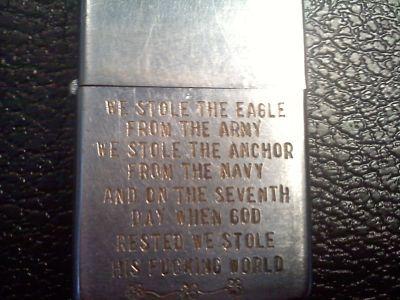 WE STOLE THE EAGLE
FROM THE ARMY
WE STOLE THE ANCHOR
FROM THE NAVY
AND ON THE SEVENTH
DAY WHEN GOD
RESTED WE STOLE
HIS FUCKING WORLD